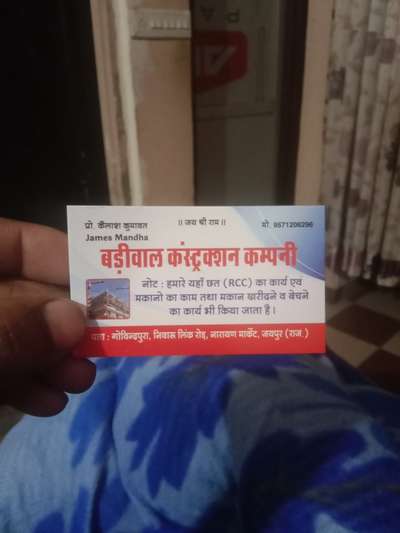 ॥ जय श्री राम ॥
प्रो. कैलाश कुमावत
मो. 9571206296
James Mandha
बड़ीवाल कंस्ट्रक्शन कम्पनी
नोट : हमारे यहाँ छत (RCC) का कार्य एवं
मकानो का काम तथा मकान खरीदने व बेचने
का कार्य भी किया जाता है।
पता : गोविन्दपुरा, निवारू लिंक रोड़, नारायण मार्केट, जयपुर (राज.)